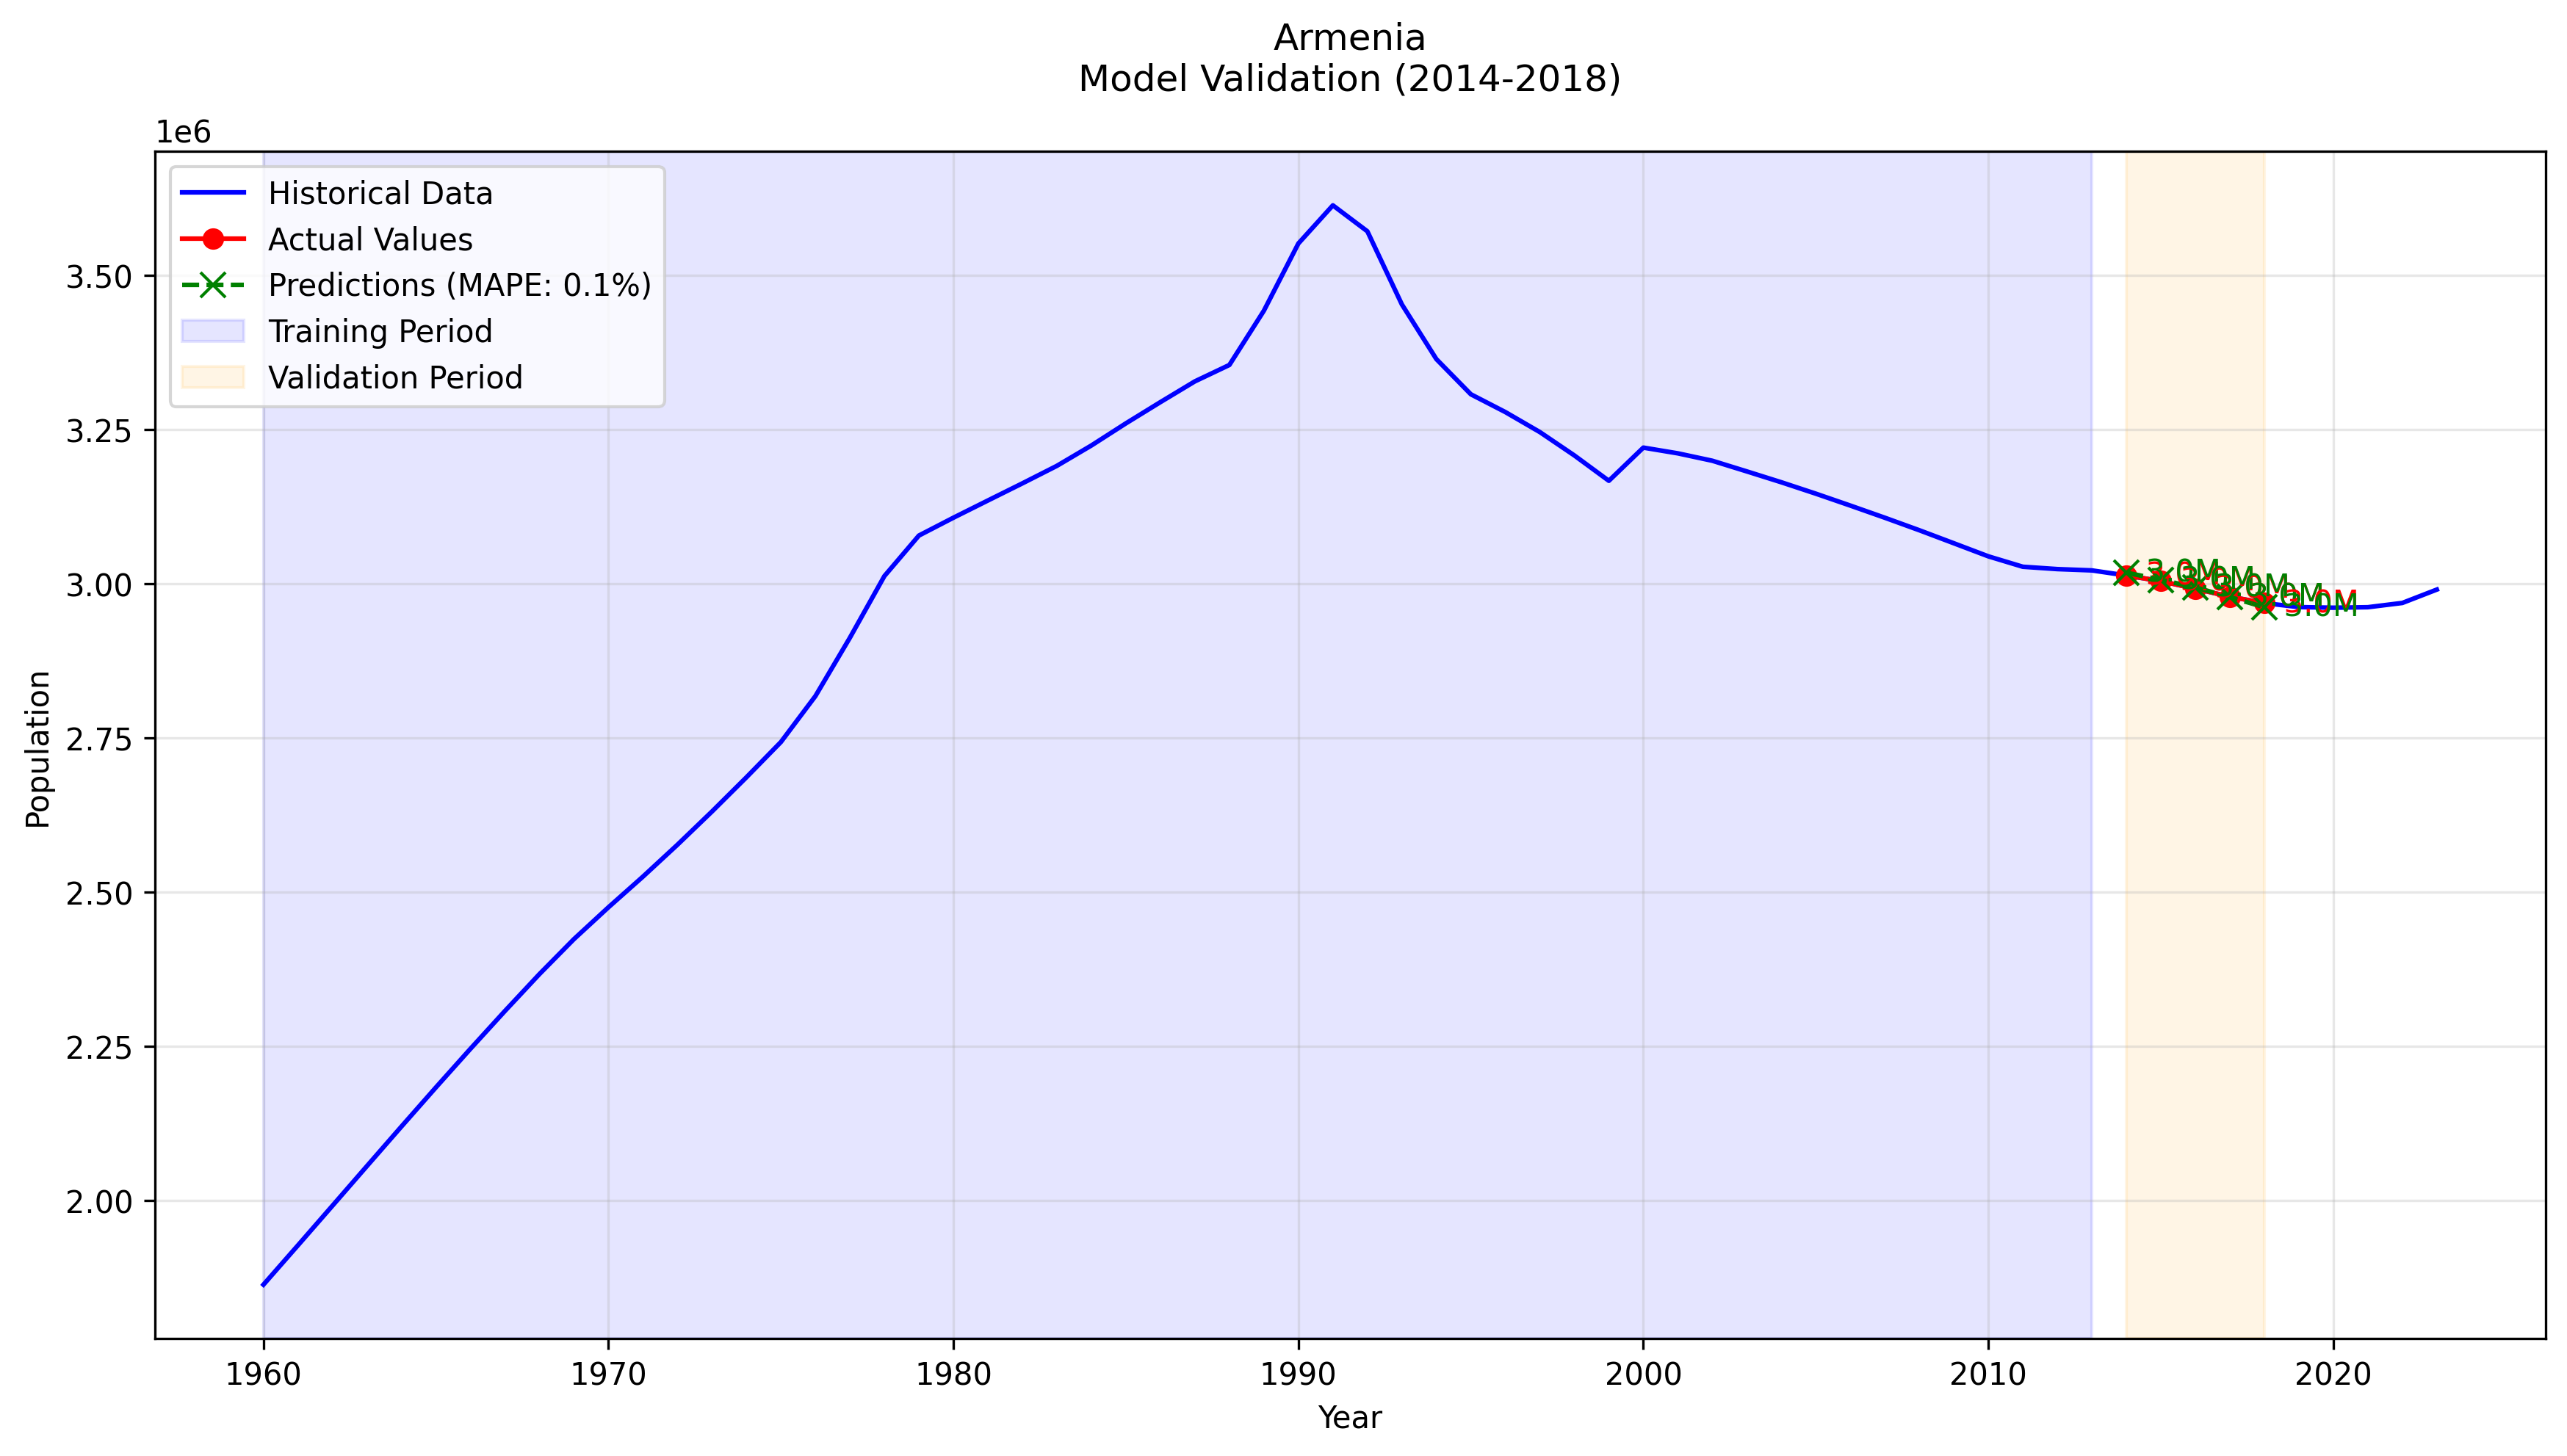 Armenia
Model Validation (2014-2018)
1e6
Historical Data
Actual Values
Predictions (MAPE: 0.1%)
Training Period
Validation Period
3.50
3.25
3.00
2.75
2.50
2.25
2.00
Population
3.0M
3.0M
1960
1970
1980
1990
2000
2010
2020
Year